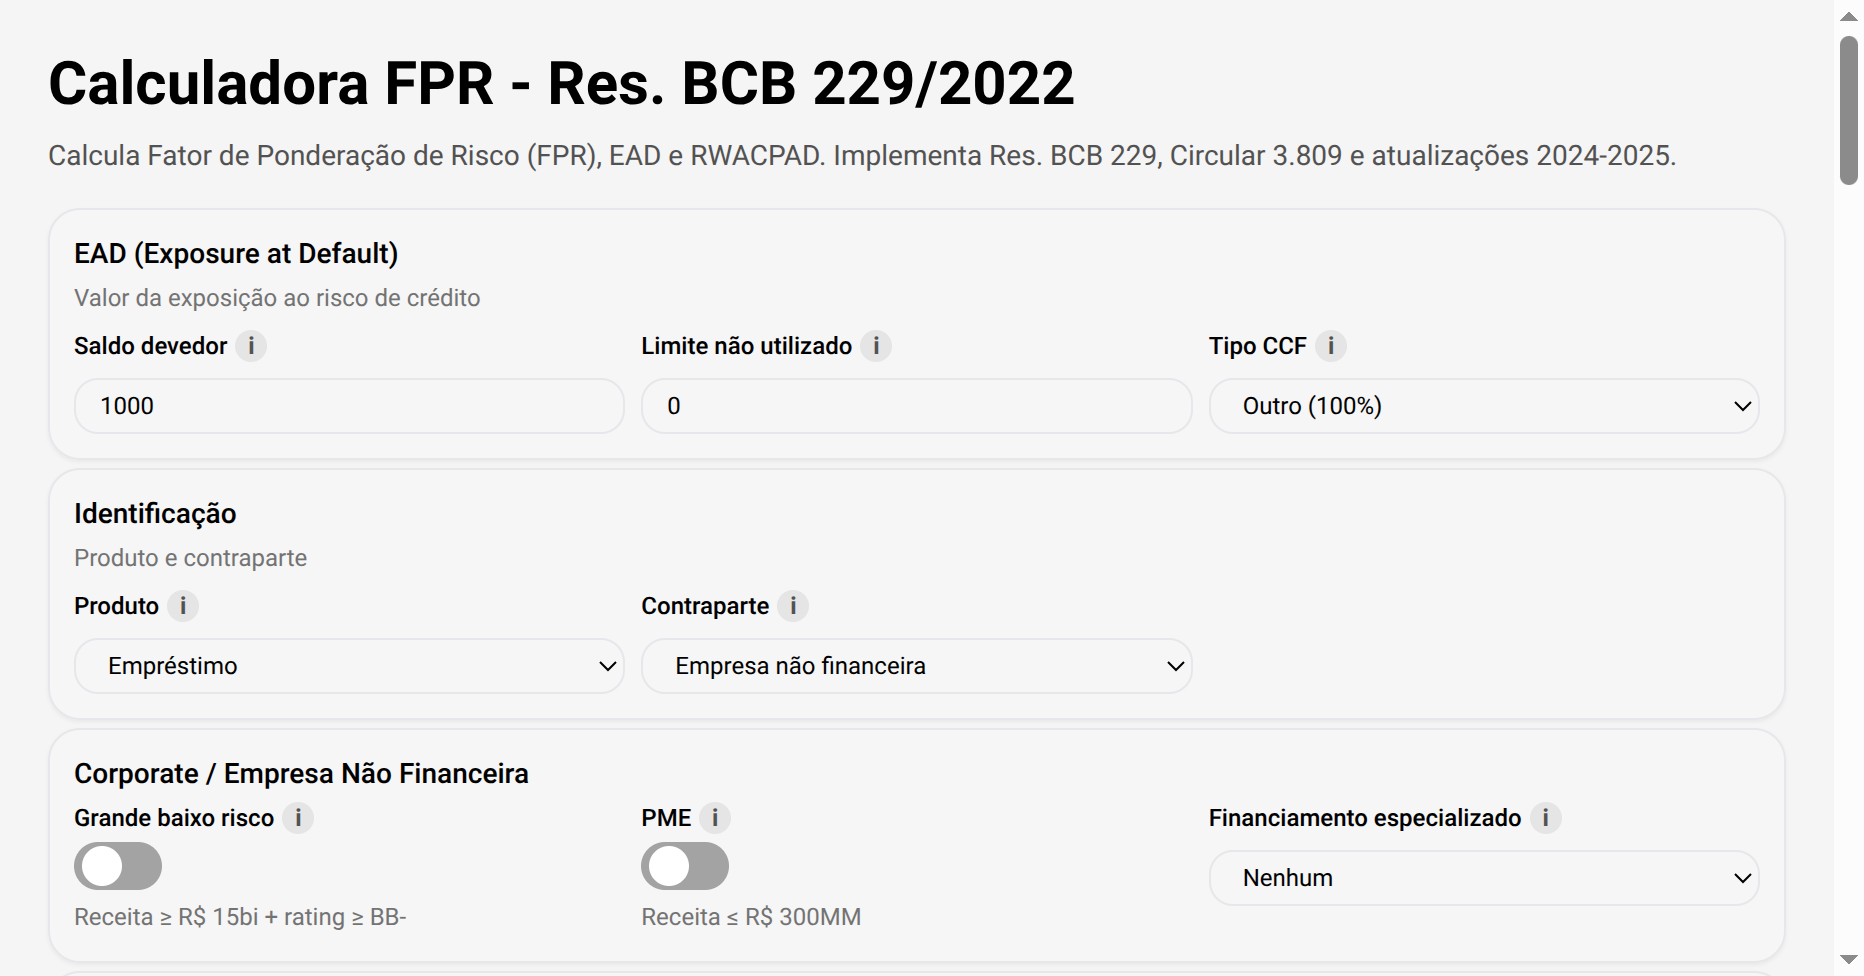 Calculadora FPR - Res. BCB 229/2022
Calcula Fator de Ponderação de Risco (FPR), EAD e RWACPAD. Implementa Res. BCB 229, Circular 3.809 e atualizações 2024-2025.
EAD (Exposure at Default)
Valor da exposição ao risco de crédito
Saldo devedor i
Limite não utilizado i
Tipo CCF i
1000
0
Outro (100%)
Identificação
Produto e contraparte
Produto i
Contraparte i
Empréstimo
Empresa não financeira
Corporate / Empresa Não Financeira
Grande baixo risco i
PME i
Financiamento especializado i
Nenhum
Receita ≥ R$ 15bi + rating ≥ BB-
Receita ≤ R$ 300MM